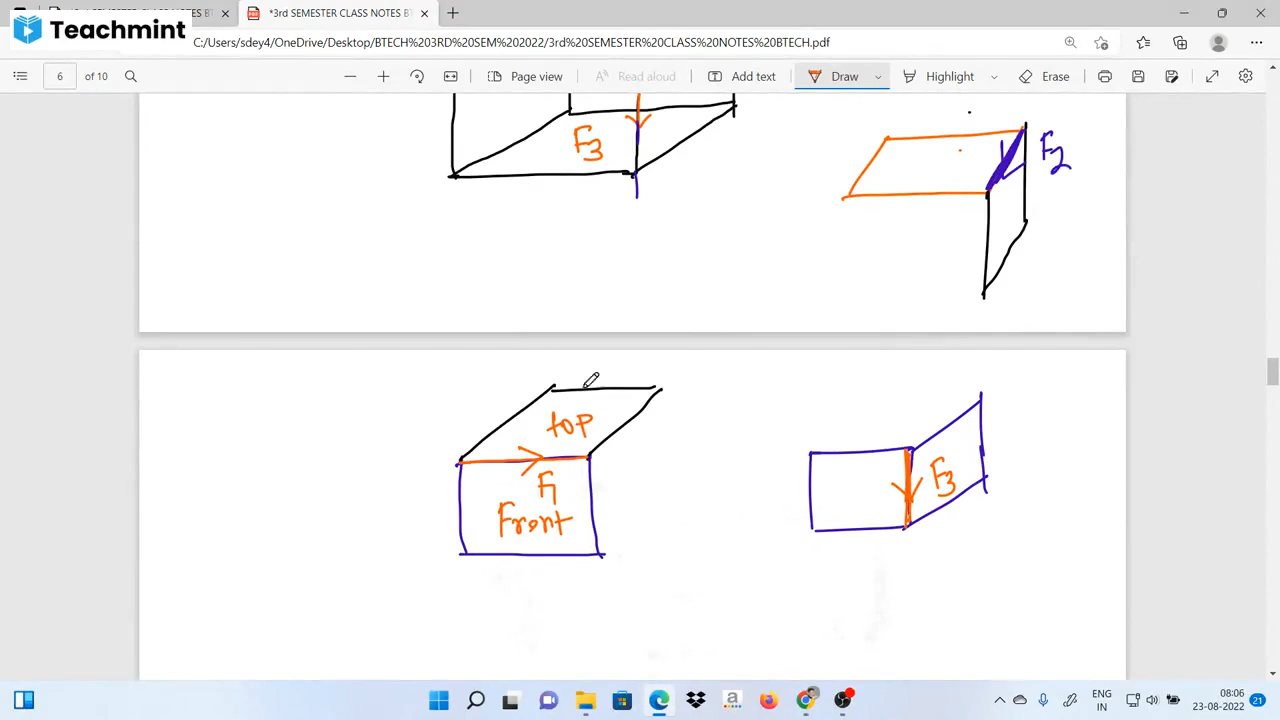 *3rd SEMESTER CLASS NOTES BT
Teachmint
C:/Users/sdey4/OneDrive/Desktop/BTECH%203RD%20SEM%202022/3rd%20SEMESTER%20CLASS%20NOTES%20BTECH.pdf
6 of 10
Page view
Read aloud
Add text
Draw
Highlight
Erase
F3
F2
top
F1
Front
F3
ENG
IN
08:06
23-08-2022
21